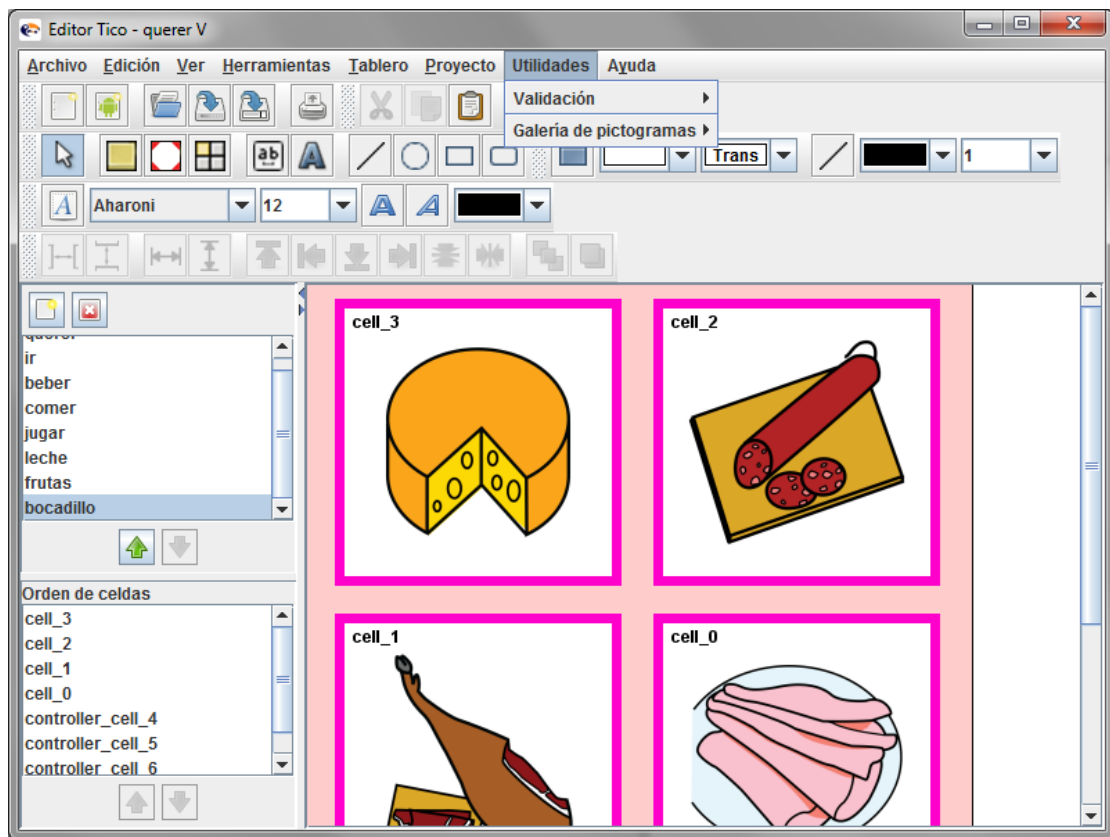 Editor Tico - querer V
Archivo Edición Ver Herramientas Tablero Proyecto Utilidades Ayuda
Validación
Galería de pictogramas
ab A Trans 1
A Aharoni 12 A A
querer
ir
beber
comer
jugar
leche
frutas
bocadillo
Orden de celdas
cell_3
cell_2
cell_1
cell_0
controller_cell_4
controller_cell_5
controller_cell_6
cell_3
cell_2
cell_1
cell_0